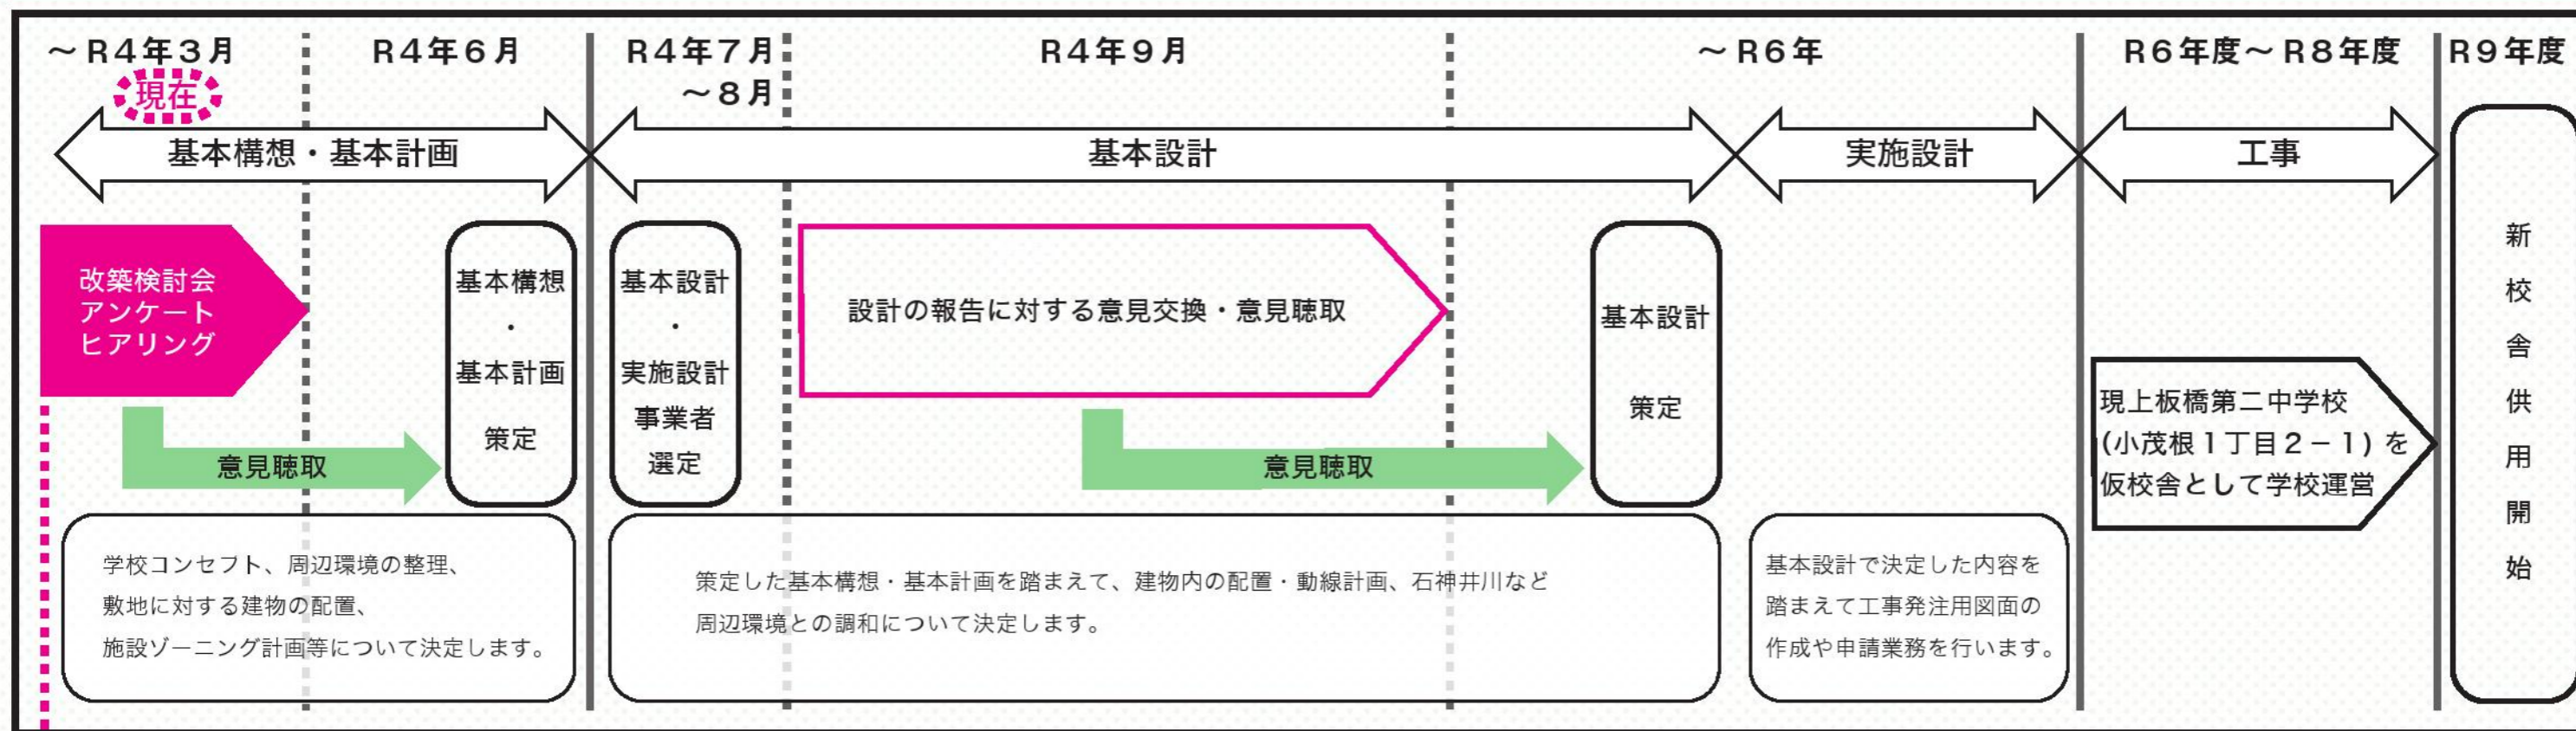 ～R4年3月
現在
R4年6月
R4年7月
～8月
R4年9月
～R6年
R6年度～R8年度
R9年度
基本構想・基本計画
基本設計
実施設計
工事
改築検討会
アンケート
ヒアリング
意見聴取
基本構想
・
基本計画
策定
基本設計
・
実施設計
事業者
選定
設計の報告に対する意見交換・意見聴取
意見聴取
基本設計
策定
現上板橋第二中学校
(小茂根1丁目2－1)を
仮校舎として学校運営
新校舎供用開始
学校コンセプト、周辺環境の整理、
敷地に対する建物の配置、
施設ゾーニング計画等について決定します。
策定した基本構想・基本計画を踏まえて、建物内の配置・動線計画、石神井川など
周辺環境との調和について決定します。
基本設計で決定した内容を
踏まえて工事発注用図面の
作成や申請業務を行います。